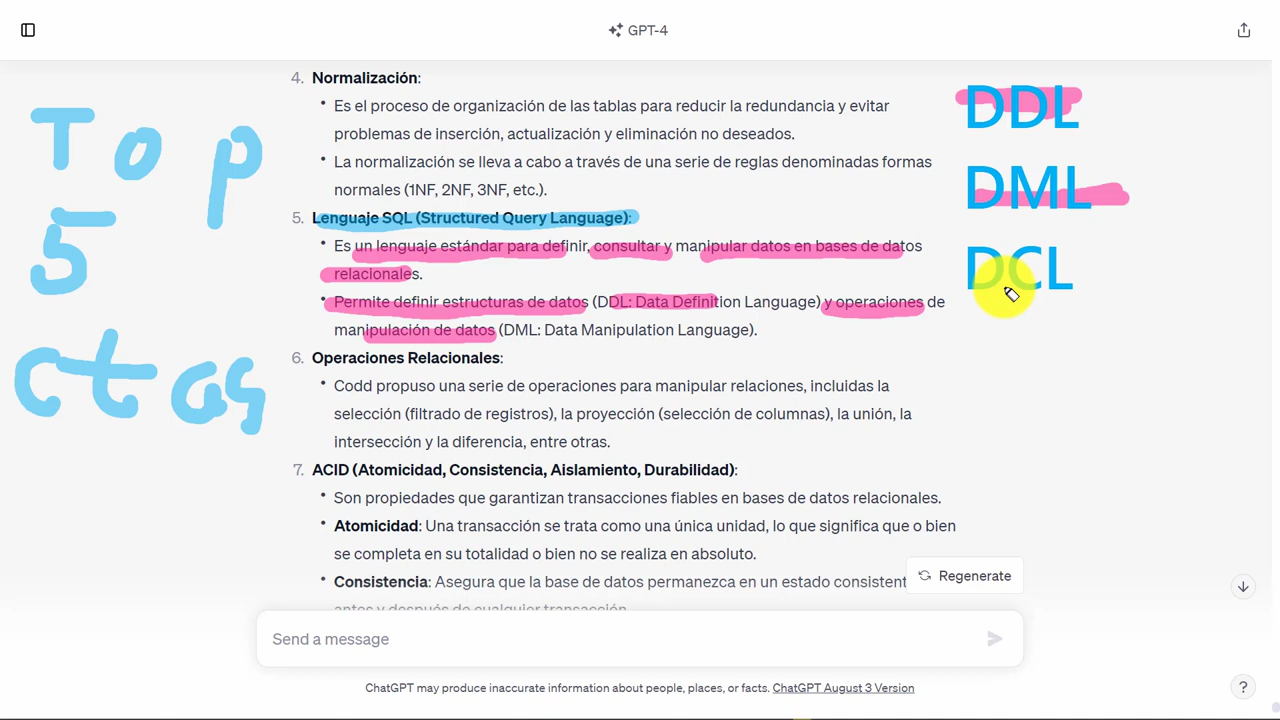 GPT-4
4. Normalización:
• Es el proceso de organización de las tablas para reducir la redundancia y evitar
problemas de inserción, actualización y eliminación no deseados.
• La normalización se lleva a cabo a través de una serie de reglas denominadas formas
normales (1NF, 2NF, 3NF, etc.).
5. Lenguaje SQL (Structured Query Language):
• Es un lenguaje estándar para definir, consultar y manipular datos en bases de datos
relacionales.
• Permite definir estructuras de datos (DDL: Data Definition Language) y operaciones de
manipulación de datos (DML: Data Manipulation Language).
6. Operaciones Relacionales:
• Codd propuso una serie de operaciones para manipular relaciones, incluidas la
selección (filtrado de registros), la proyección (selección de columnas), la unión, la
intersección y la diferencia, entre otras.
7. ACID (Atomicidad, Consistencia, Aislamiento, Durabilidad):
• Son propiedades que garantizan transacciones fiables en bases de datos relacionales.
• Atomicidad: Una transacción se trata como una única unidad, lo que significa que o bien
se completa en su totalidad o bien no se realiza en absoluto.
• Consistencia: Asegura que la base de datos permanezca en un estado consistent
antes y después de cualquier transacción.
Top
5
ctas
DDL
DML
DCL
Regenerate
Send a message
ChatGPT may produce inaccurate information about people, places, or facts. ChatGPT August 3 Version
?